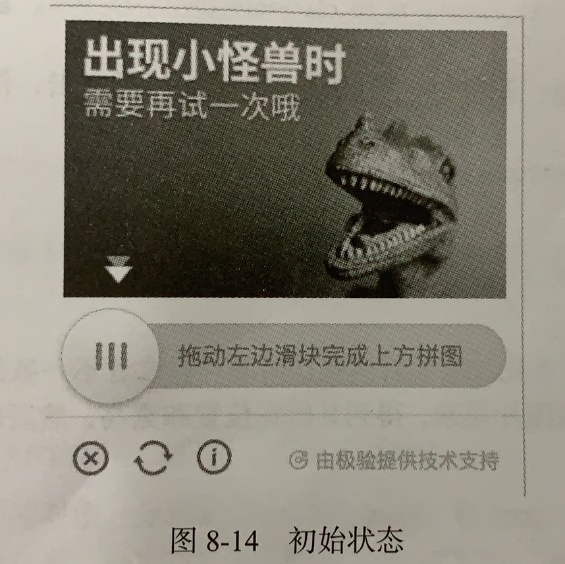 出现小怪兽时
需要再试一次哦
拖动左边滑块完成上方拼图
由极验提供技术支持
图 8-14 初始状态